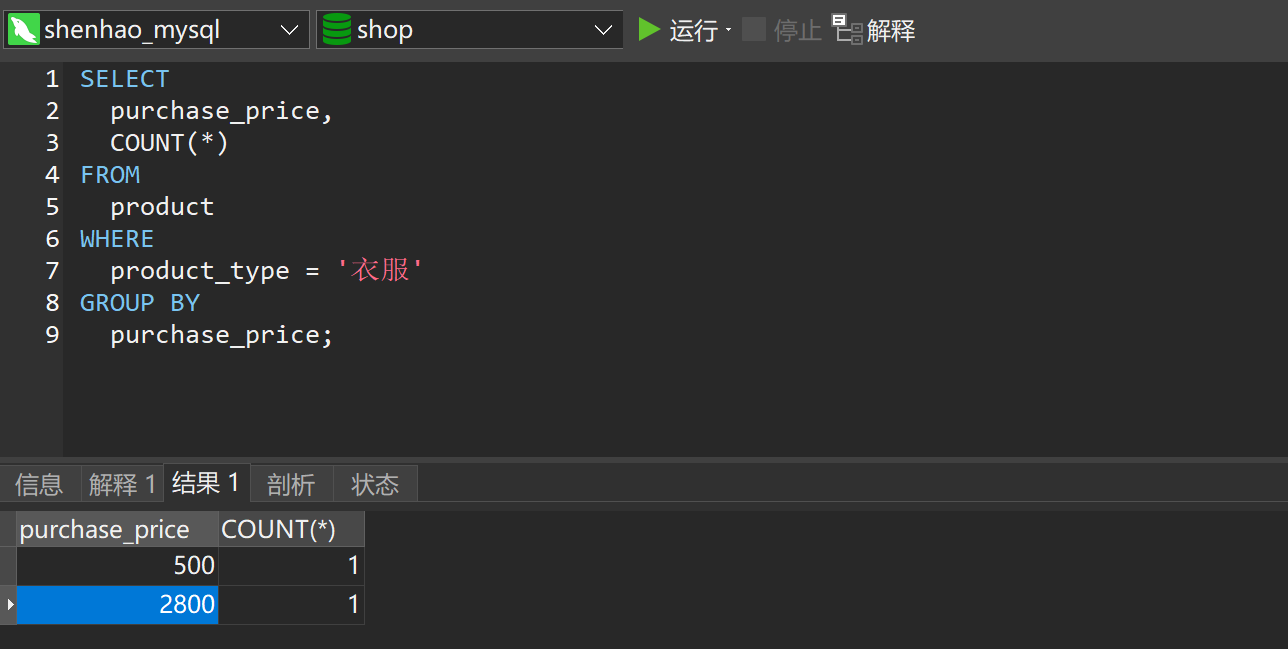 shenhao_mysql shop 运行 停止 解释
1 SELECT
2 purchase_price,
3 COUNT(*)
4 FROM
5 product
6 WHERE
7 product_type = '衣服'
8 GROUP BY
9 purchase_price;
信息 解释 1 结果 1 剖析 状态
purchase_price COUNT(*)
500 1
2800 1